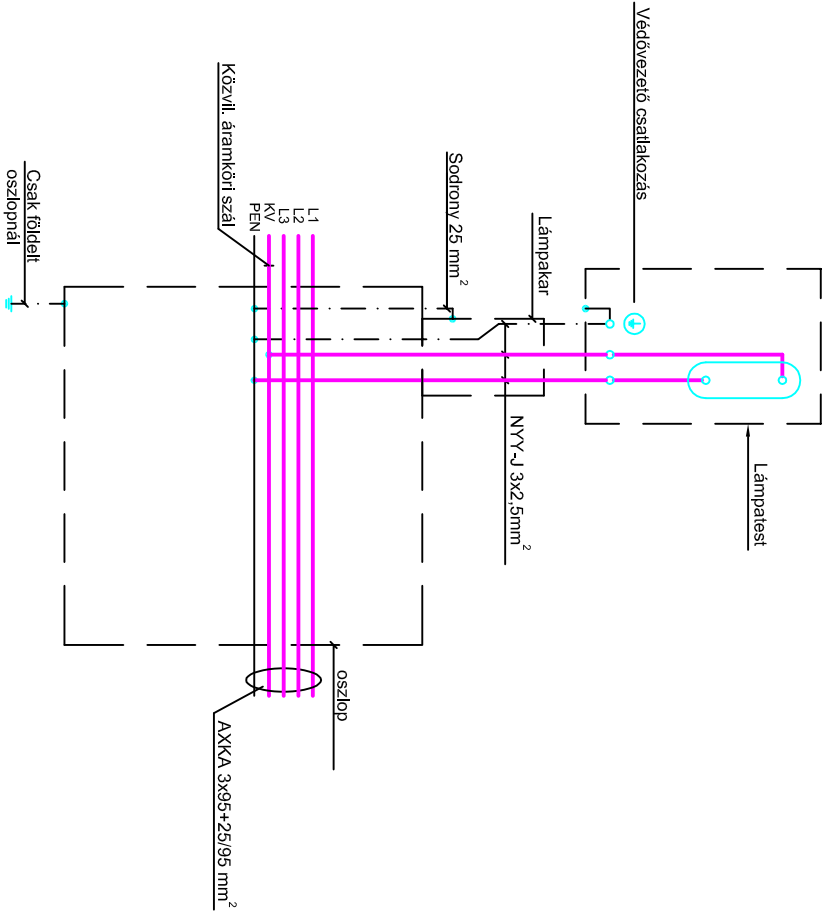 Védővezető csatlakozás
Lámpatest
Lámpakar
NYY-J 3x2,5mm²
Sodrony 25 mm²
oszlop
L1
L2
L3
KV
PEN
Közvil. áramköri szál
AXKA 3x95+25/95 mm²
Csak földelt
oszlopnál